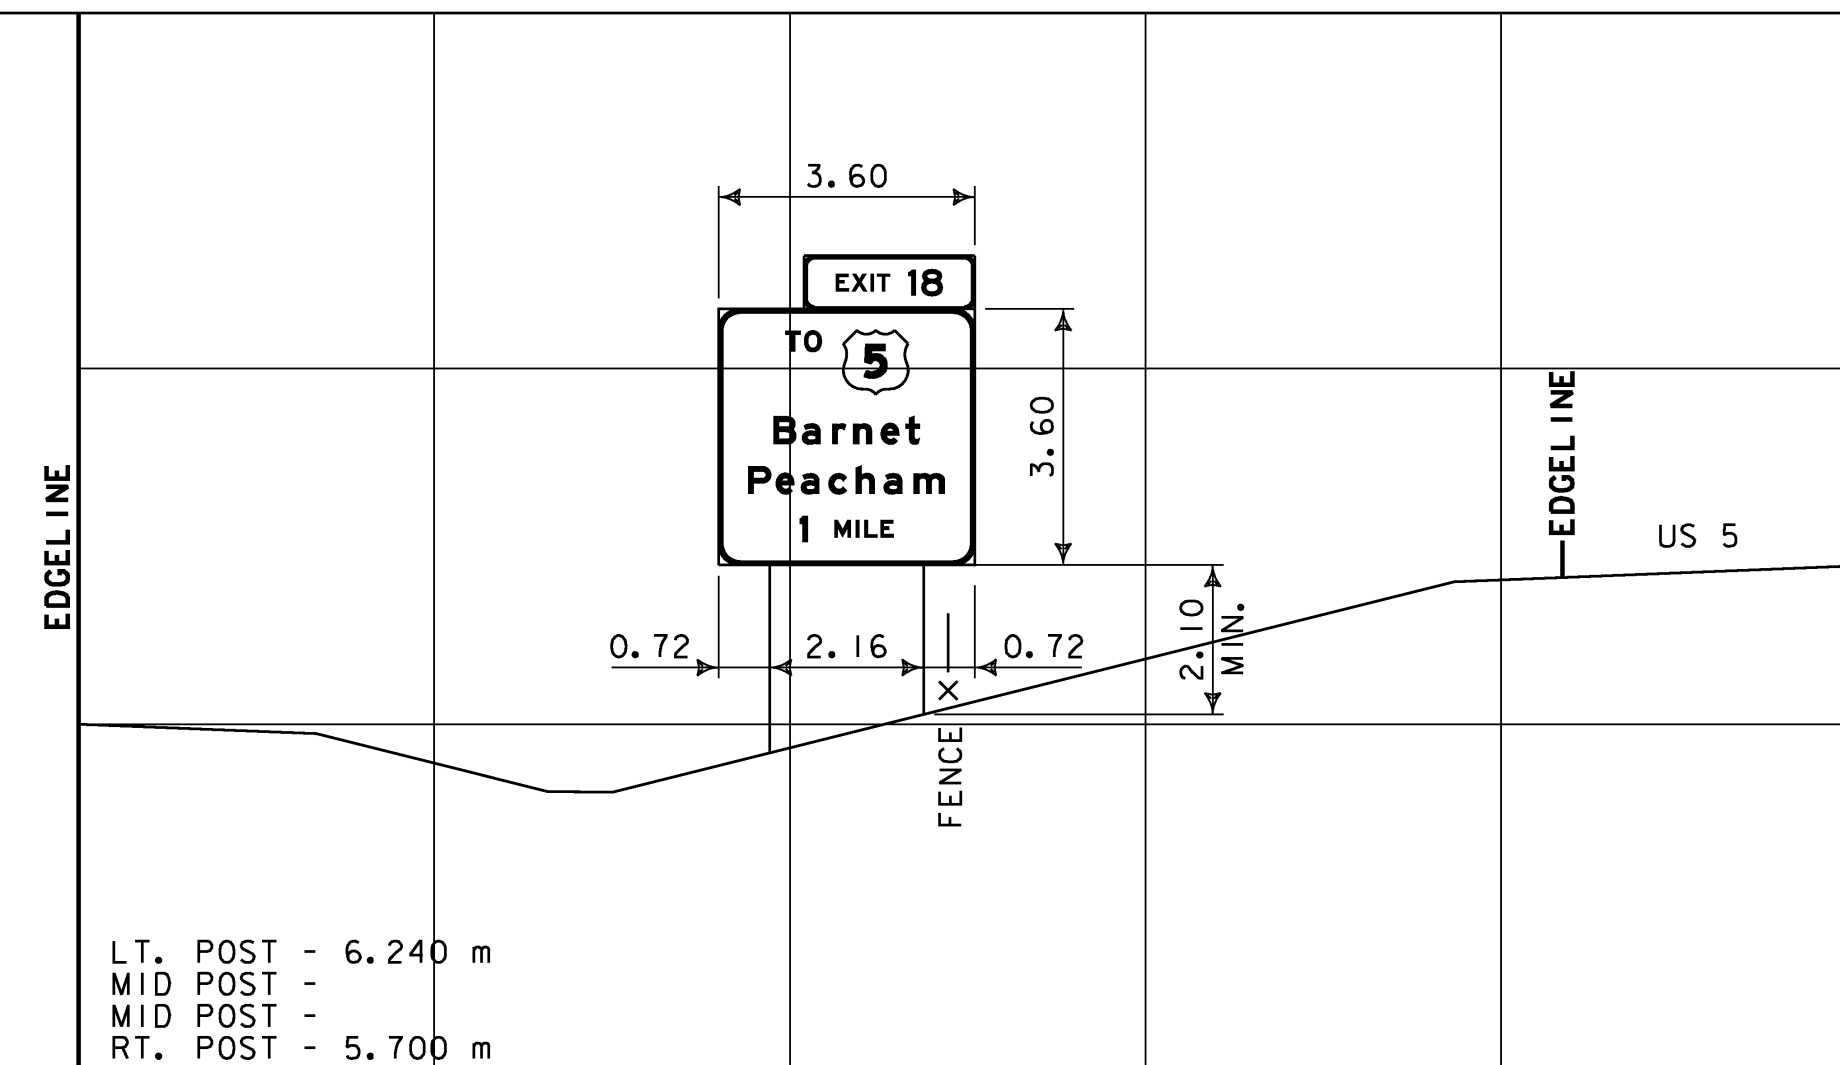 3.60
EXIT 18
TO 5
Barnet
Peacham
1 MILE
3.60
EDGELINE
EDGELINE
US 5
0.72
2.16
0.72
2.10
MIN.
X
FENCE
LT. POST - 6.240 m
MID POST -
MID POST -
RT. POST - 5.700 m